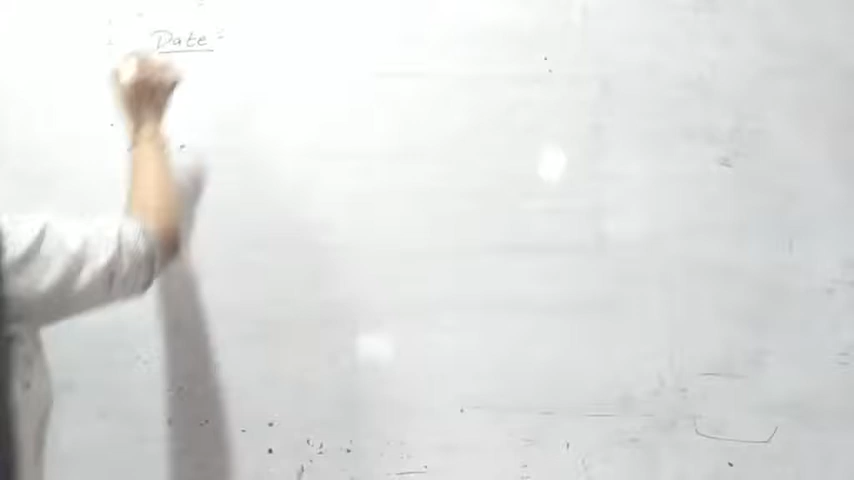 Date =